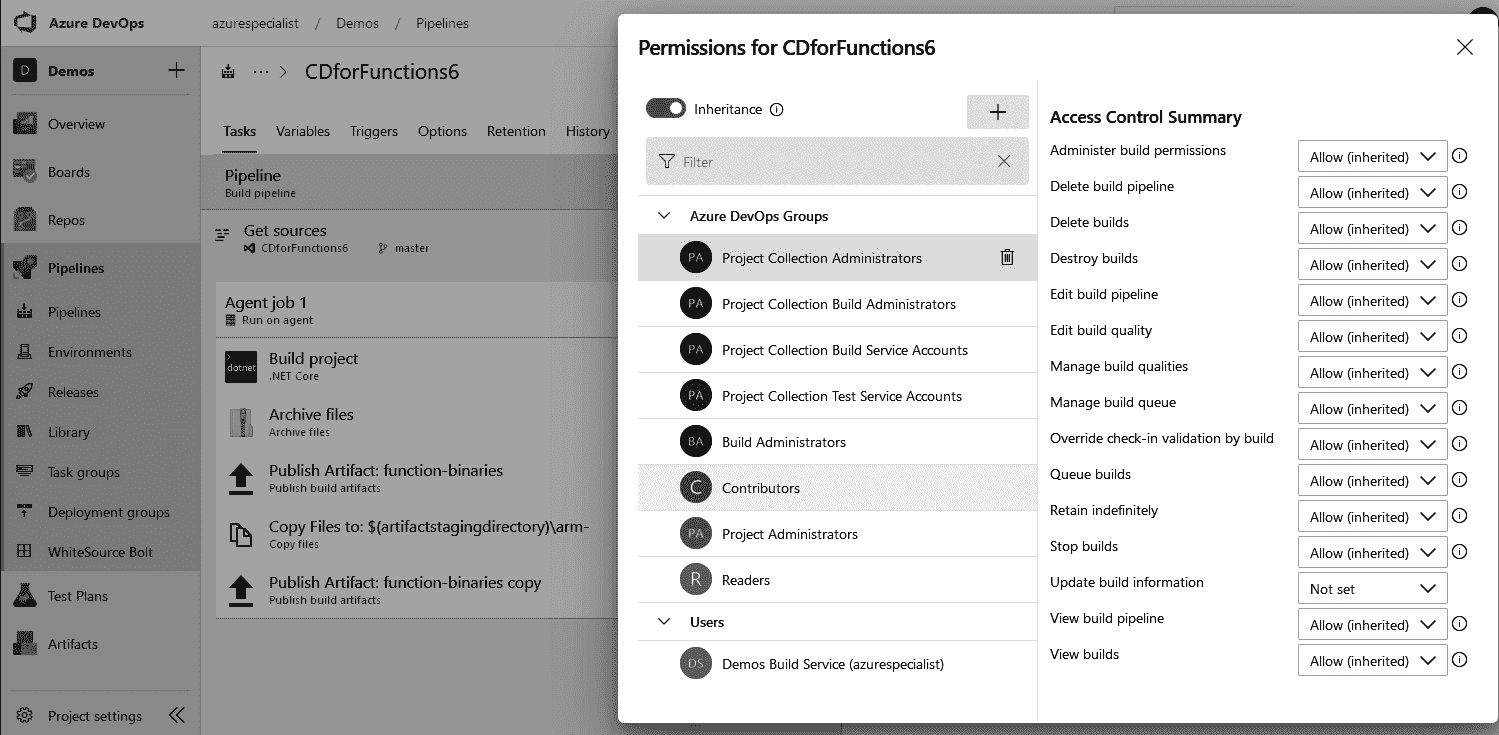 Azure DevOps
azurespecialist / Demos / Pipelines
D Demos
Overview
Boards
Repos
Pipelines
Pipelines
Environments
Releases
Library
Task groups
Deployment groups
WhiteSource Bolt
Test Plans
Artifacts
Project settings
... > CDforFunctions6
Tasks Variables Triggers Options Retention History
Pipeline
Build pipeline
Get sources
CDforFunctions6 master
Agent job 1
Run on agent
dotnet
Build project
.NET Core
Archive files
Archive files
Publish Artifact: function-binaries
Publish build artifacts
Copy Files to: $(artifactstagingdirectory)\arm-
Copy files
Publish Artifact: function-binaries copy
Publish build artifacts
Permissions for CDforFunctions6
Inheritance
Filter
Azure DevOps Groups
PA Project Collection Administrators
PA Project Collection Build Administrators
PA Project Collection Build Service Accounts
PA Project Collection Test Service Accounts
BA Build Administrators
C Contributors
PA Project Administrators
R Readers
Users
DS Demos Build Service (azurespecialist)
Access Control Summary
Administer build permissions Allow (inherited)
Delete build pipeline Allow (inherited)
Delete builds Allow (inherited)
Destroy builds Allow (inherited)
Edit build pipeline Allow (inherited)
Edit build quality Allow (inherited)
Manage build qualities Allow (inherited)
Manage build queue Allow (inherited)
Override check-in validation by build Allow (inherited)
Queue builds Allow (inherited)
Retain indefinitely Allow (inherited)
Stop builds Allow (inherited)
Update build information Not set
View build pipeline Allow (inherited)
View builds Allow (inherited)